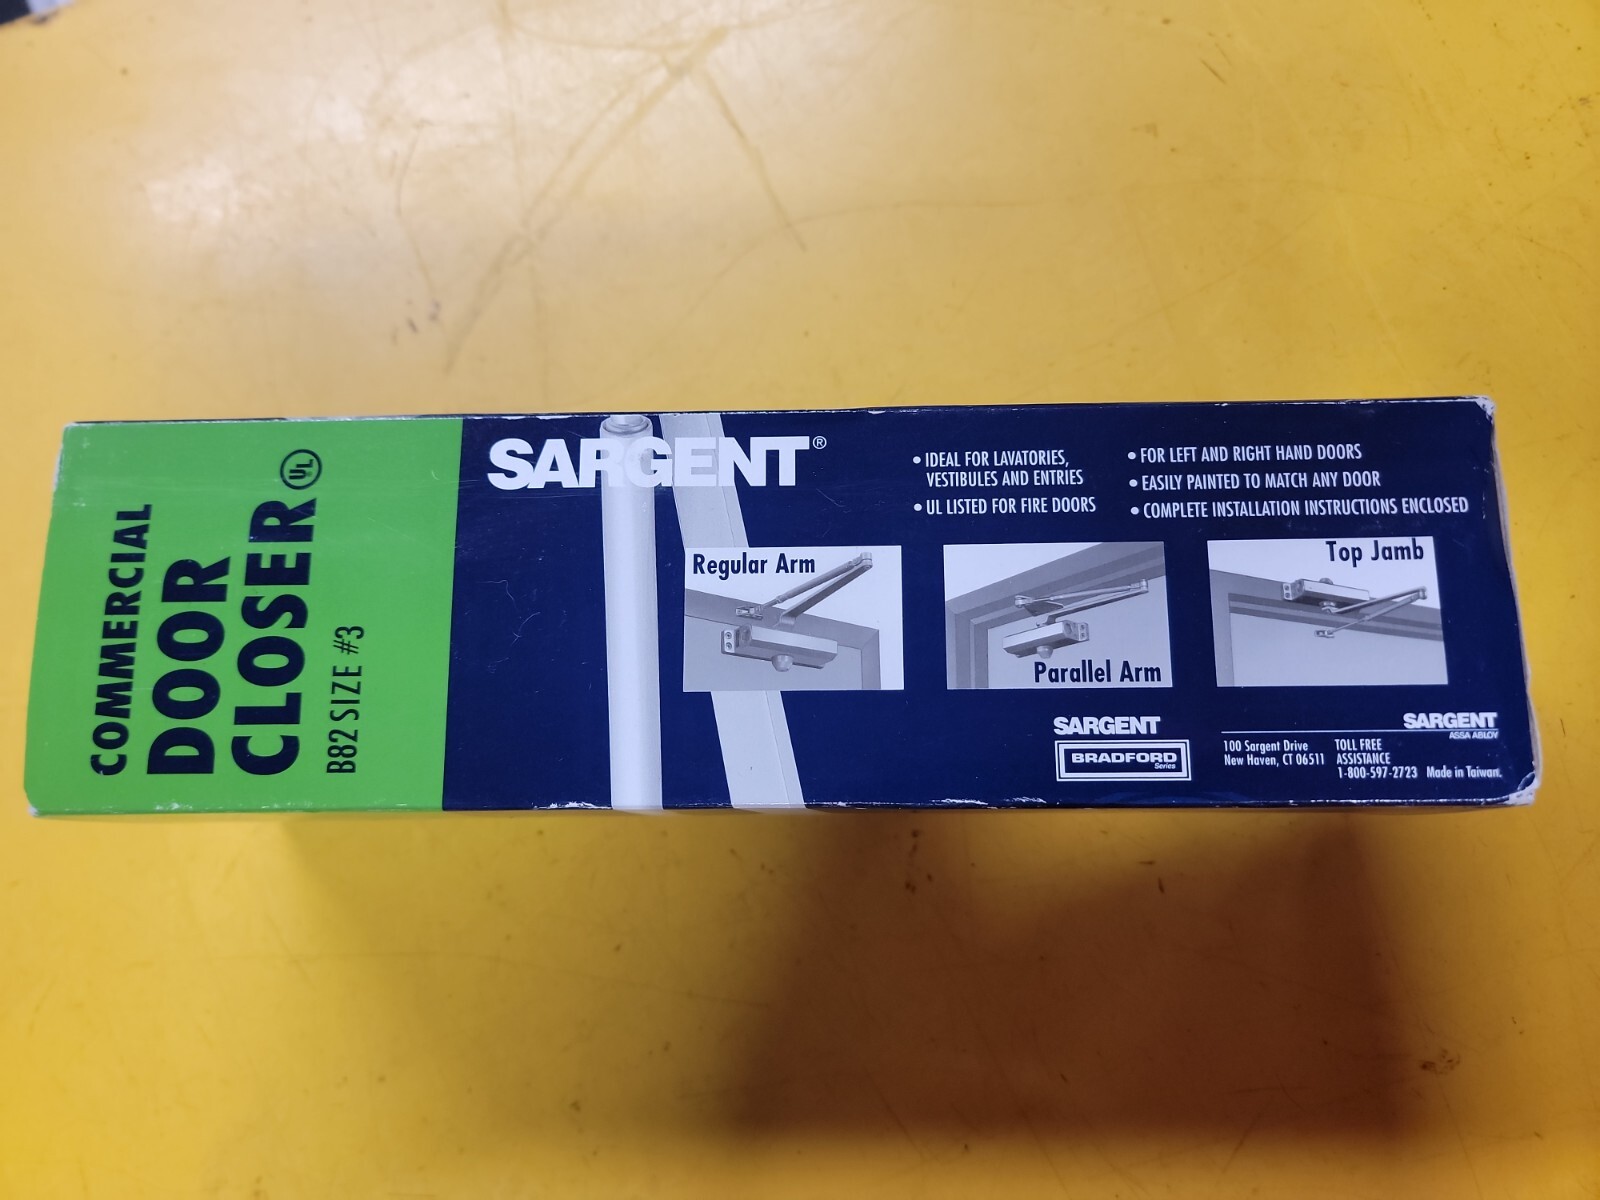 COMMERCIAL
DOOR
CLOSER UL
B82 SIZE #3
SARGENT®
• IDEAL FOR LAVATORIES,
VESTIBULES AND ENTRIES
• UL LISTED FOR FIRE DOORS
• FOR LEFT AND RIGHT HAND DOORS
• EASILY PAINTED TO MATCH ANY DOOR
• COMPLETE INSTALLATION INSTRUCTIONS ENCLOSED
Regular Arm
Parallel Arm
Top Jamb
SARGENT
BRADFORD
Series
SARGENT
ASSA ABLOY
100 Sargent Drive
New Haven, CT 06511
TOLL FREE
ASSISTANCE
1-800-597-2723
Made in Taiwan.